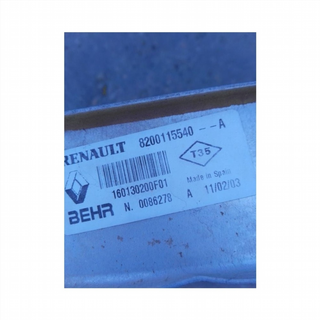 RENAULT 8200115540--A
T35
160130200F01 Made in Spain
BEHR N. 0086278 A 11/02/03